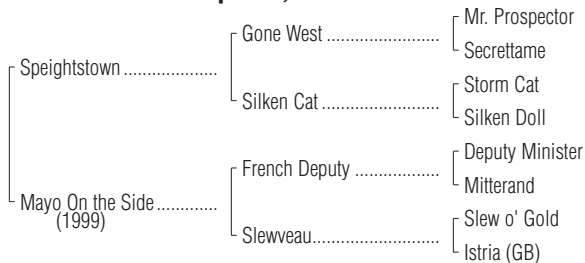 Gone West
Mr. Prospector
Secrettame
Speightstown
Silken Cat
Storm Cat
Silken Doll
French Deputy
Deputy Minister
Mitterand
Mayo On the Side
(1999)
Slewveau
Slew o' Gold
Istria (GB)